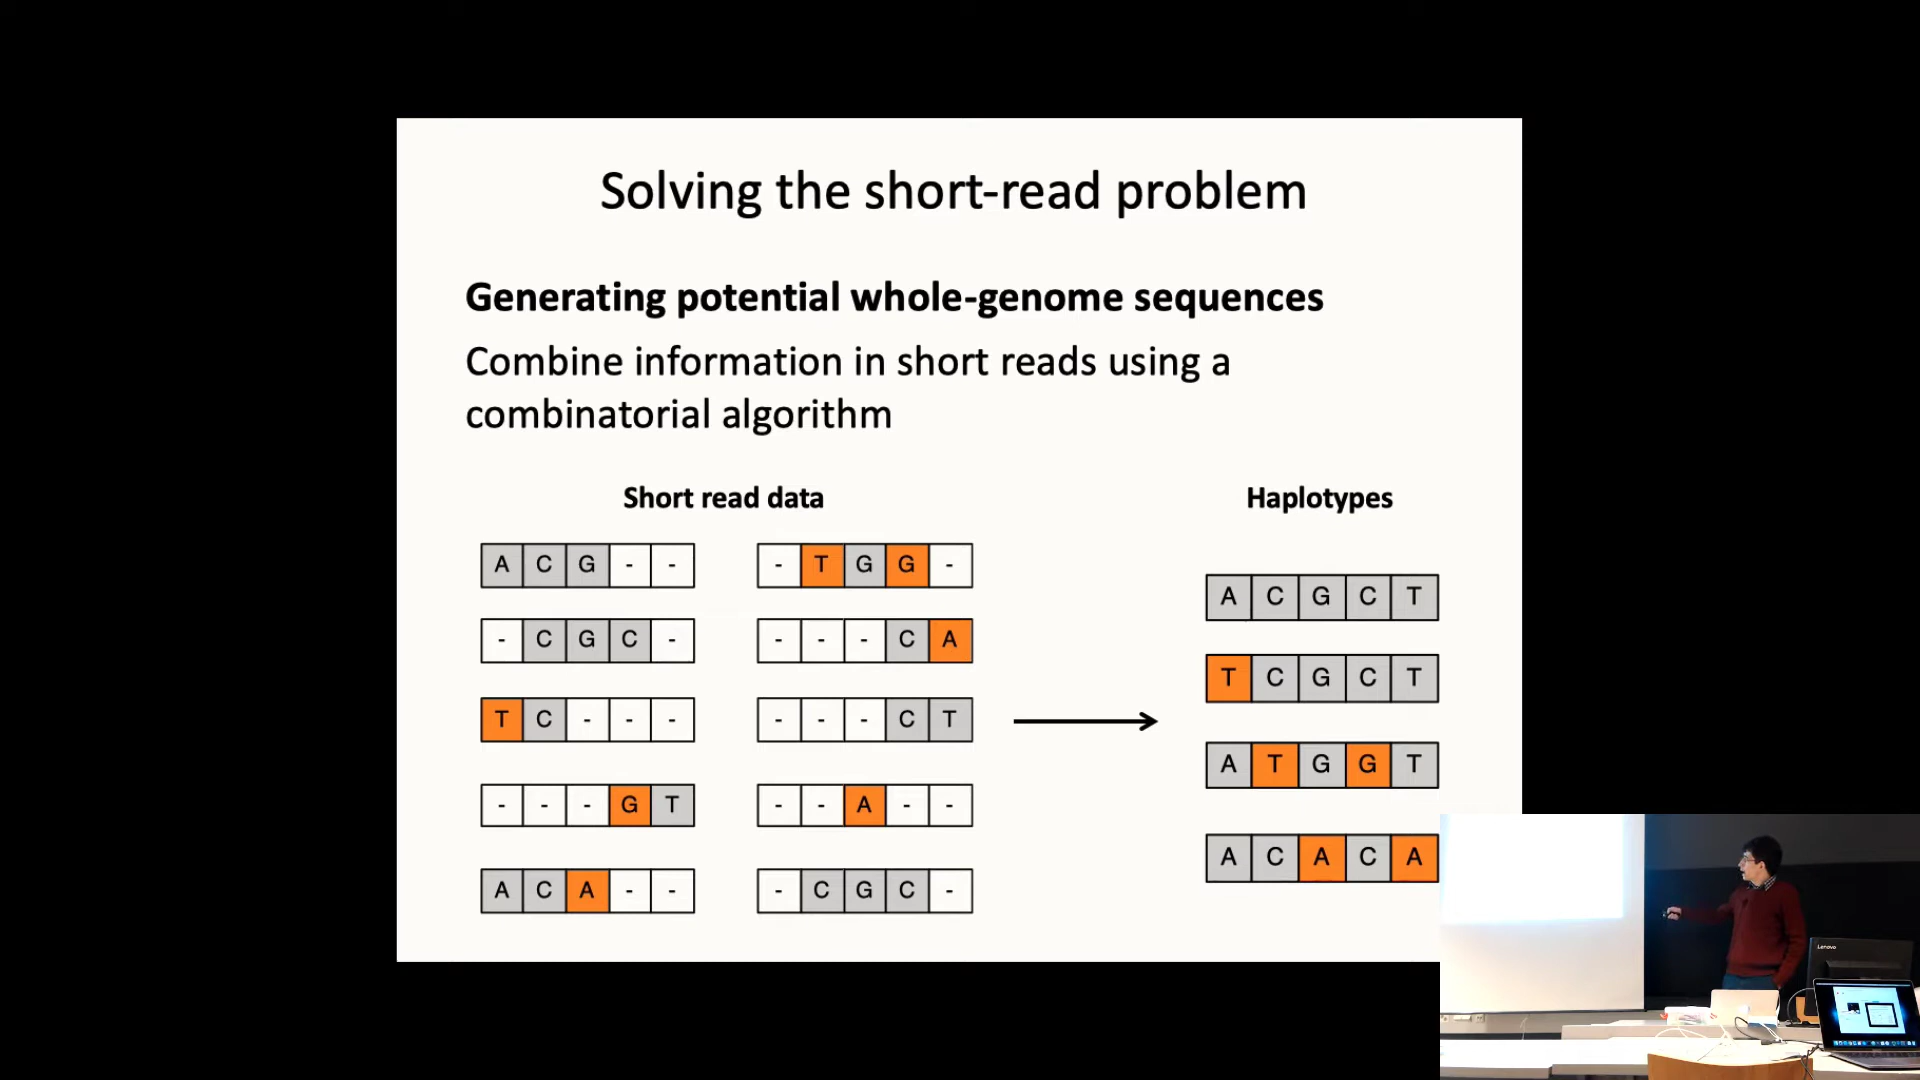 Solving the short-read problem
Generating potential whole-genome sequences
Combine information in short reads using a
combinatorial algorithm
Short read data
Haplotypes
A C G - -
- T G G -
- C G C -
- - - C A
T C - - -
- - - C T
- - - G T
- - A - -
A C A - -
- C G C -
A C G C T
T C G C T
A T G G T
A C A C A
Lenovo